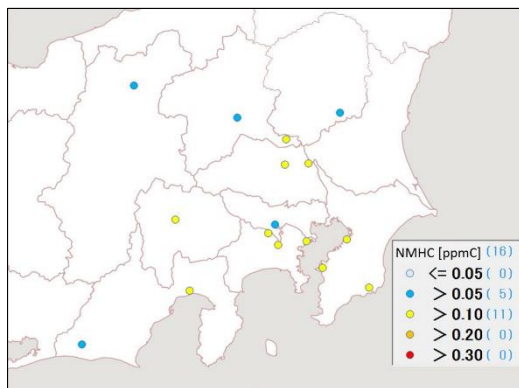 NMHC [ppmC] (16)
<= 0.05 ( 0)
> 0.05 ( 5)
> 0.10 (11)
> 0.20 ( 0)
> 0.30 ( 0)